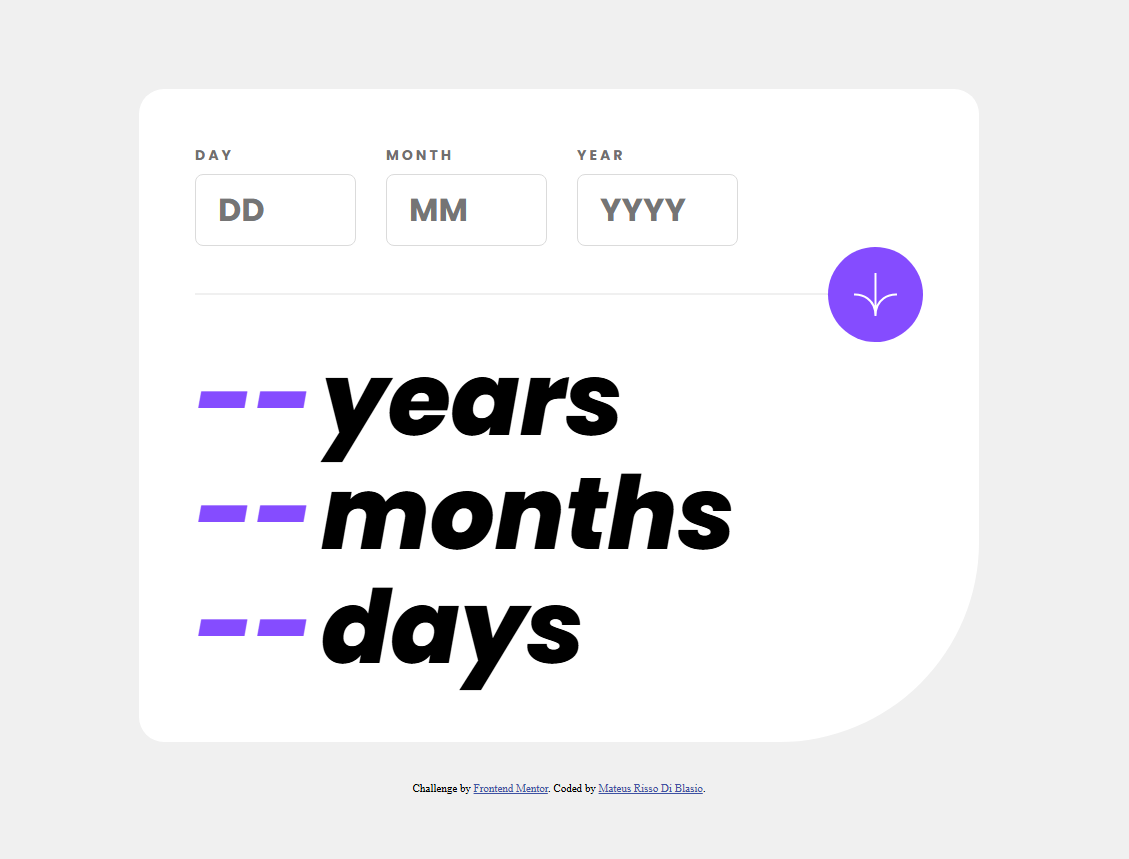 DAY MONTH YEAR
DD MM YYYY
-- years
-- months
-- days
Challenge by Frontend Mentor. Coded by Mateus Risso Di Blasio.